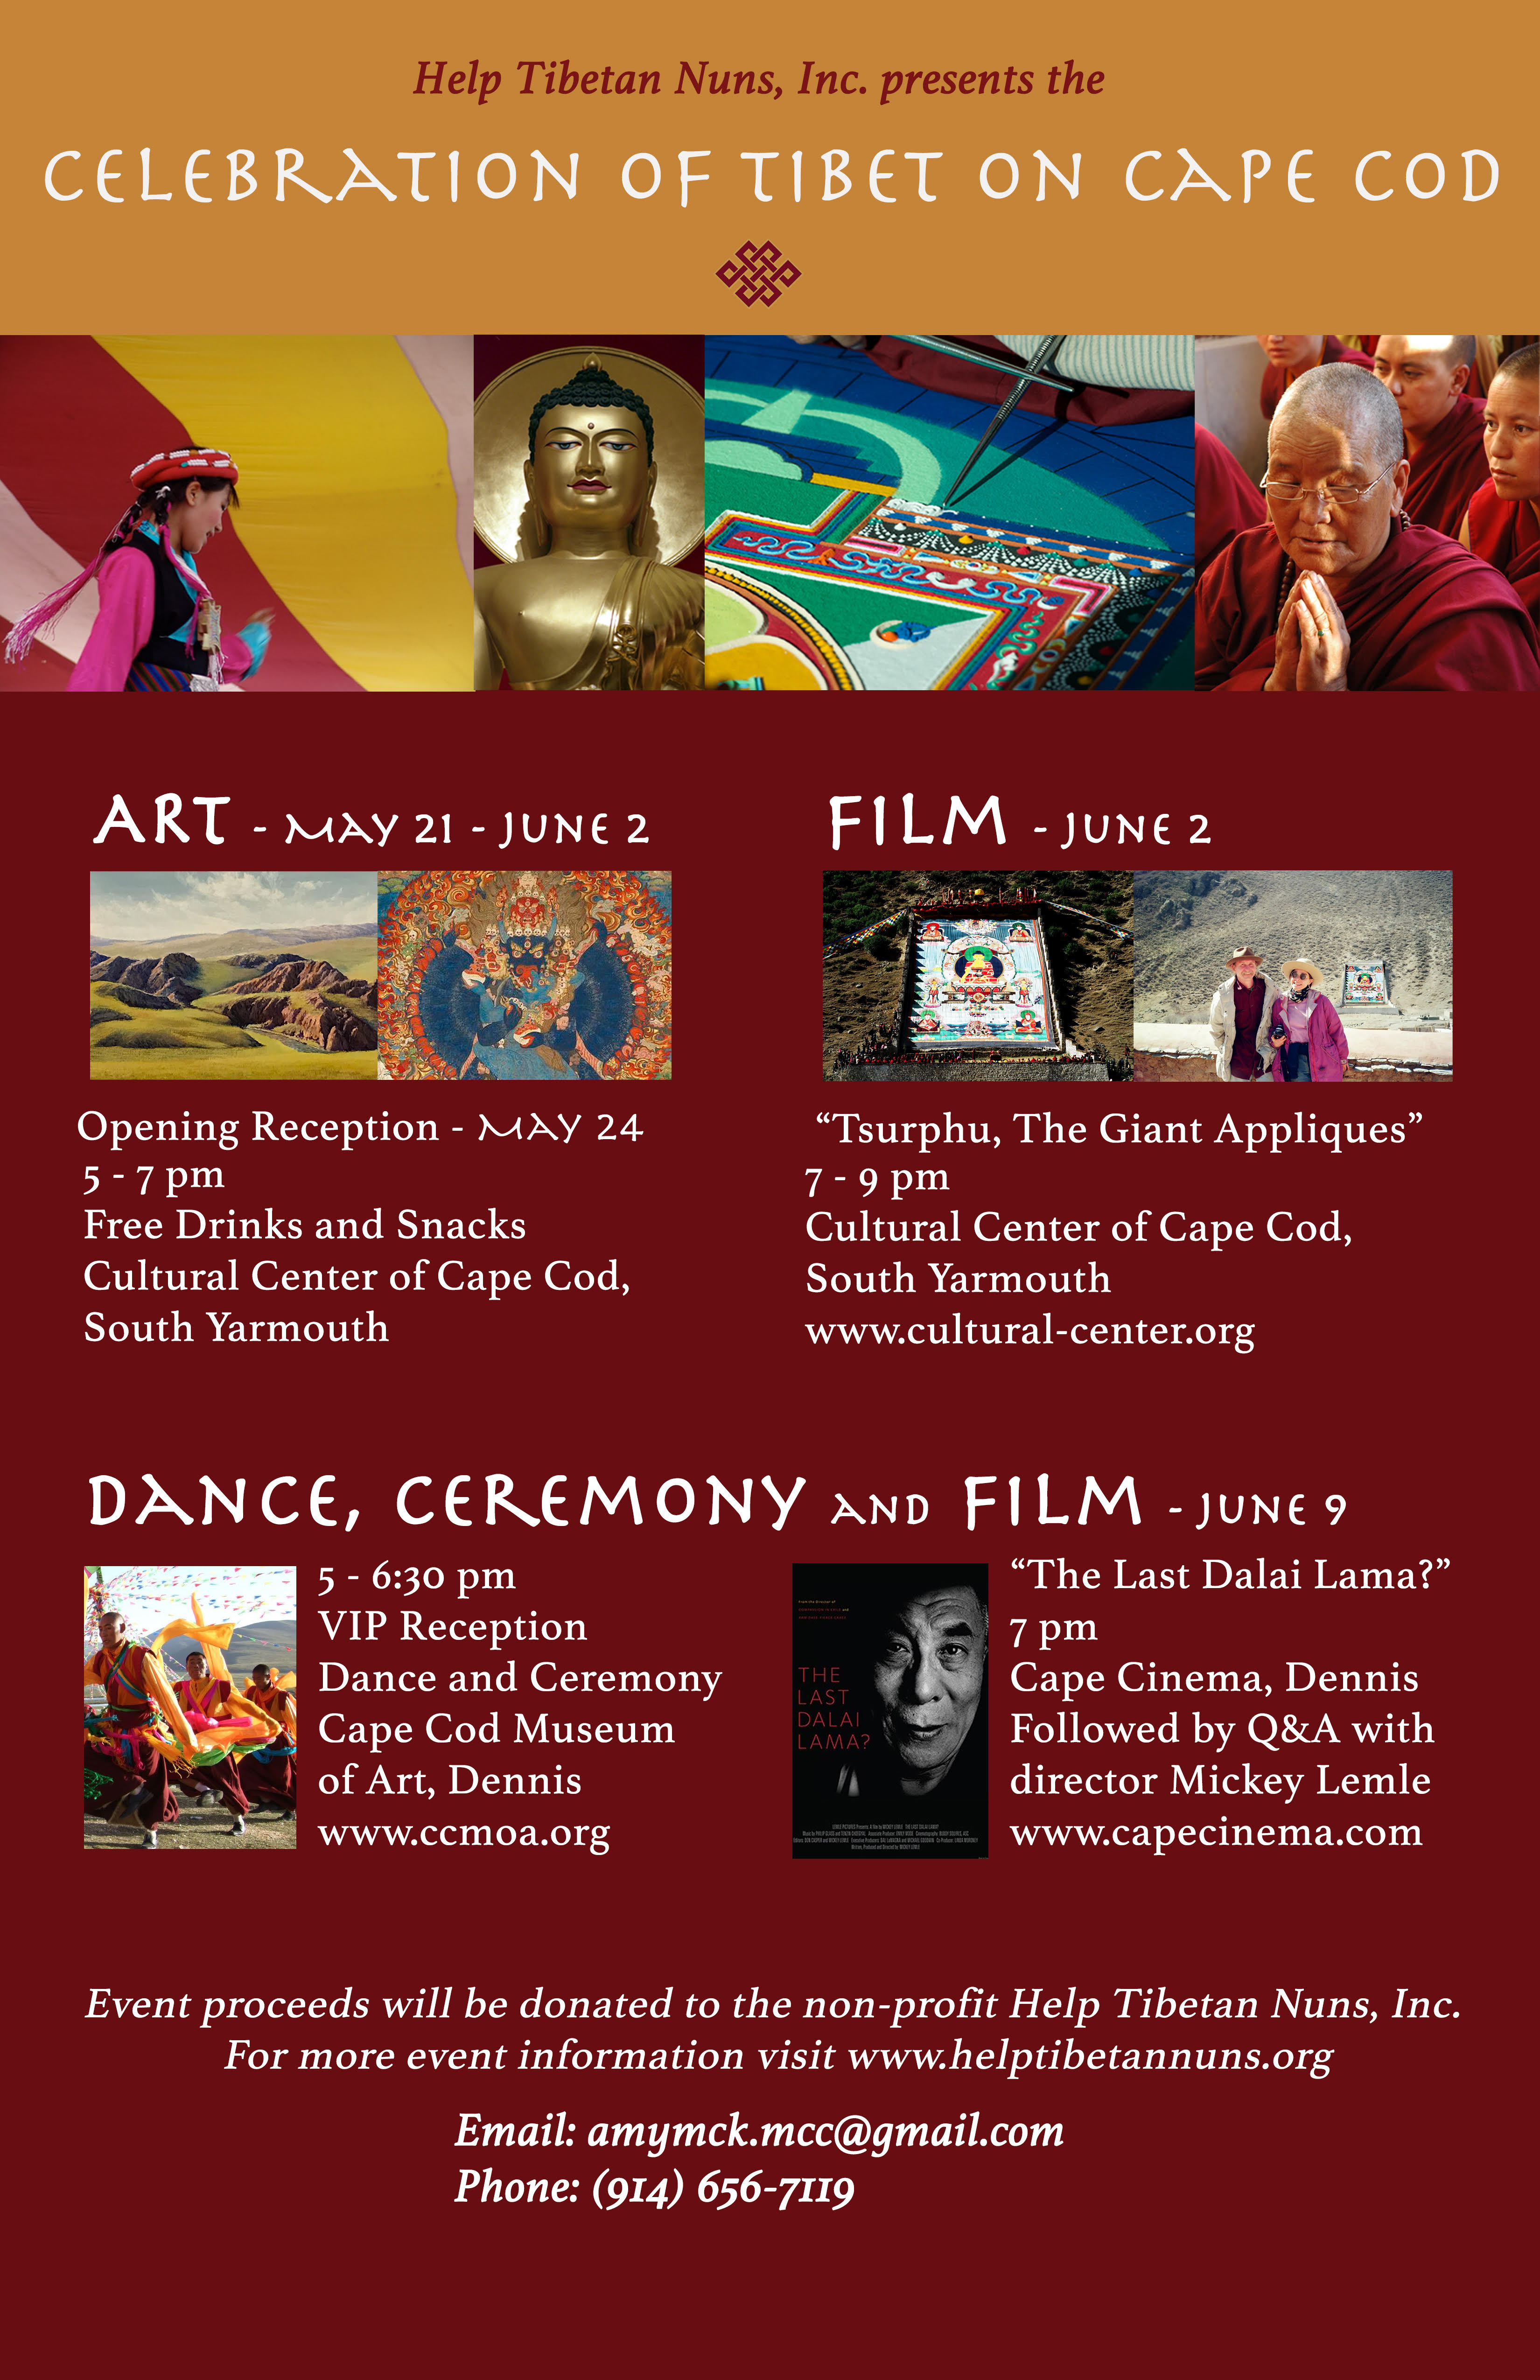 Help Tibetan Nuns, Inc. presents the
CELEBRATION OF TIBET ON CAPE COD
ART - MAY 21 - JUNE 2
Opening Reception - MAY 24
5 - 7 pm
Free Drinks and Snacks
Cultural Center of Cape Cod,
South Yarmouth
FILM - JUNE 2
“Tsurphu, The Giant Appliques”
7 - 9 pm
Cultural Center of Cape Cod,
South Yarmouth
www.cultural-center.org
DANCE, CEREMONY AND FILM - JUNE 9
5 - 6:30 pm
VIP Reception
Dance and Ceremony
Cape Cod Museum
of Art, Dennis
www.ccmoa.org
THE
LAST
DALAI
LAMA?
“The Last Dalai Lama?”
7 pm
Cape Cinema, Dennis
Followed by Q&A with
director Mickey Lemle
www.capecinema.com
Event proceeds will be donated to the non-profit Help Tibetan Nuns, Inc.
For more event information visit www.helptibetannuns.org
Email: amymck.mcc@gmail.com
Phone: (914) 656-7119